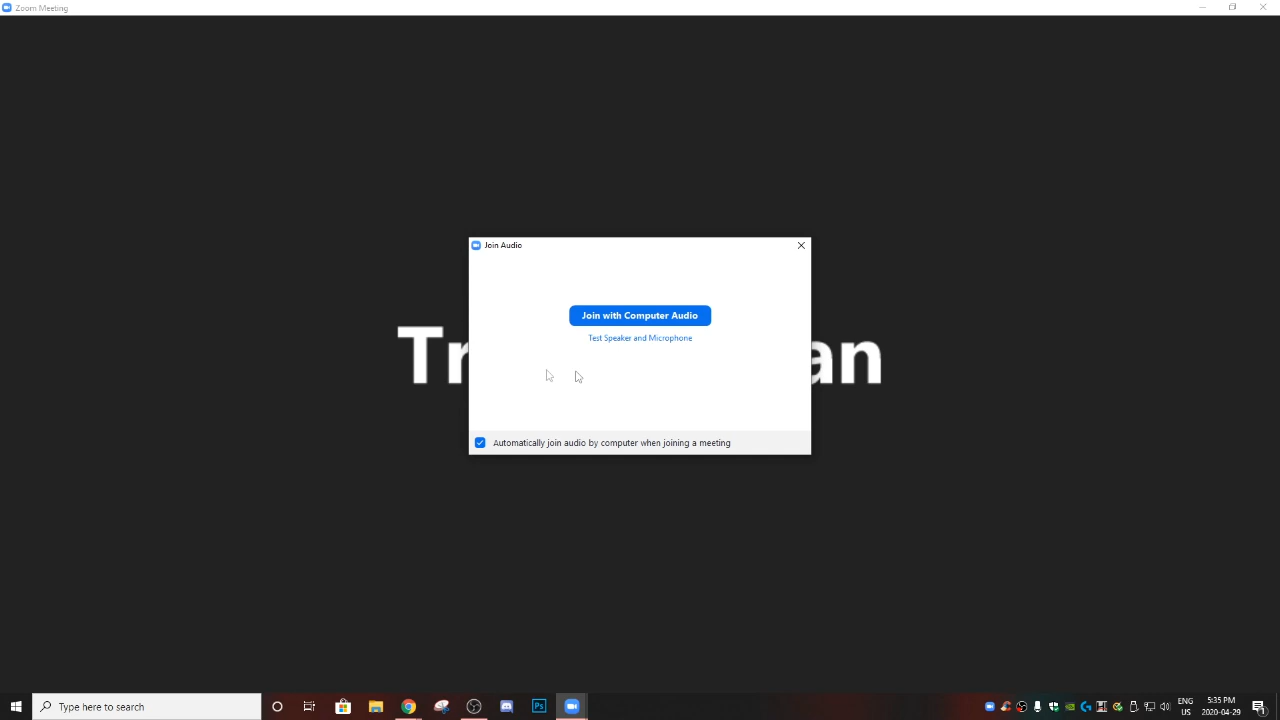 Zoom Meeting
Join Audio
Join with Computer Audio
Test Speaker and Microphone
Tr
an
Automatically join audio by computer when joining a meeting
Type here to search
Ps
ENG
US
5:35 PM
2020-04-29